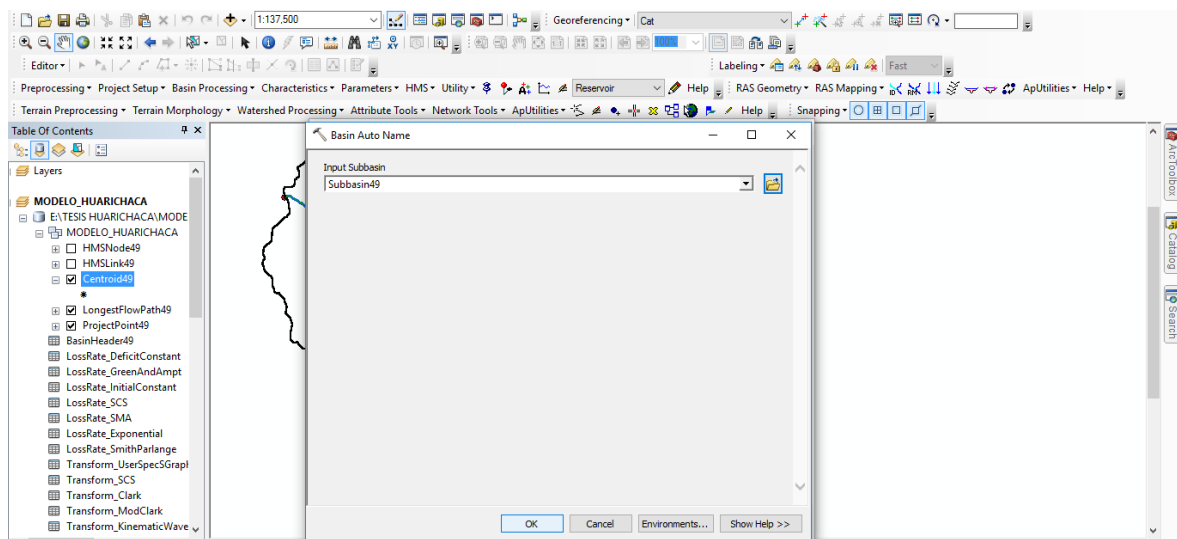 1:137,500 Georeferencing Cat
100%
Editor Labeling Fast
Preprocessing Project Setup Basin Processing Characteristics Parameters HMS Utility Reservoir Help RAS Geometry RAS Mapping ApUtilities Help
Terrain Preprocessing Terrain Morphology Watershed Processing Attribute Tools Network Tools ApUtilities Help Snapping
Table Of Contents
Layers
MODELO_HUARICHACA
E:\TESIS HUARICHACA\MODE
MODELO_HUARICHACA
HMSNode49
HMSLink49
Centroid49
LongestFlowPath49
ProjectPoint49
BasinHeader49
LossRate_DeficitConstant
LossRate_GreenAndAmpt
LossRate_InitialConstant
LossRate_SCS
LossRate_SMA
LossRate_Exponential
LossRate_SmithParlange
Transform_UserSpecSGraph
Transform_SCS
Transform_Clark
Transform_ModClark
Transform_KinematicWave
Basin Auto Name
Input Subbasin
Subbasin49
OK Cancel Environments... Show Help >>
ArcToolbox
Catalog
Search